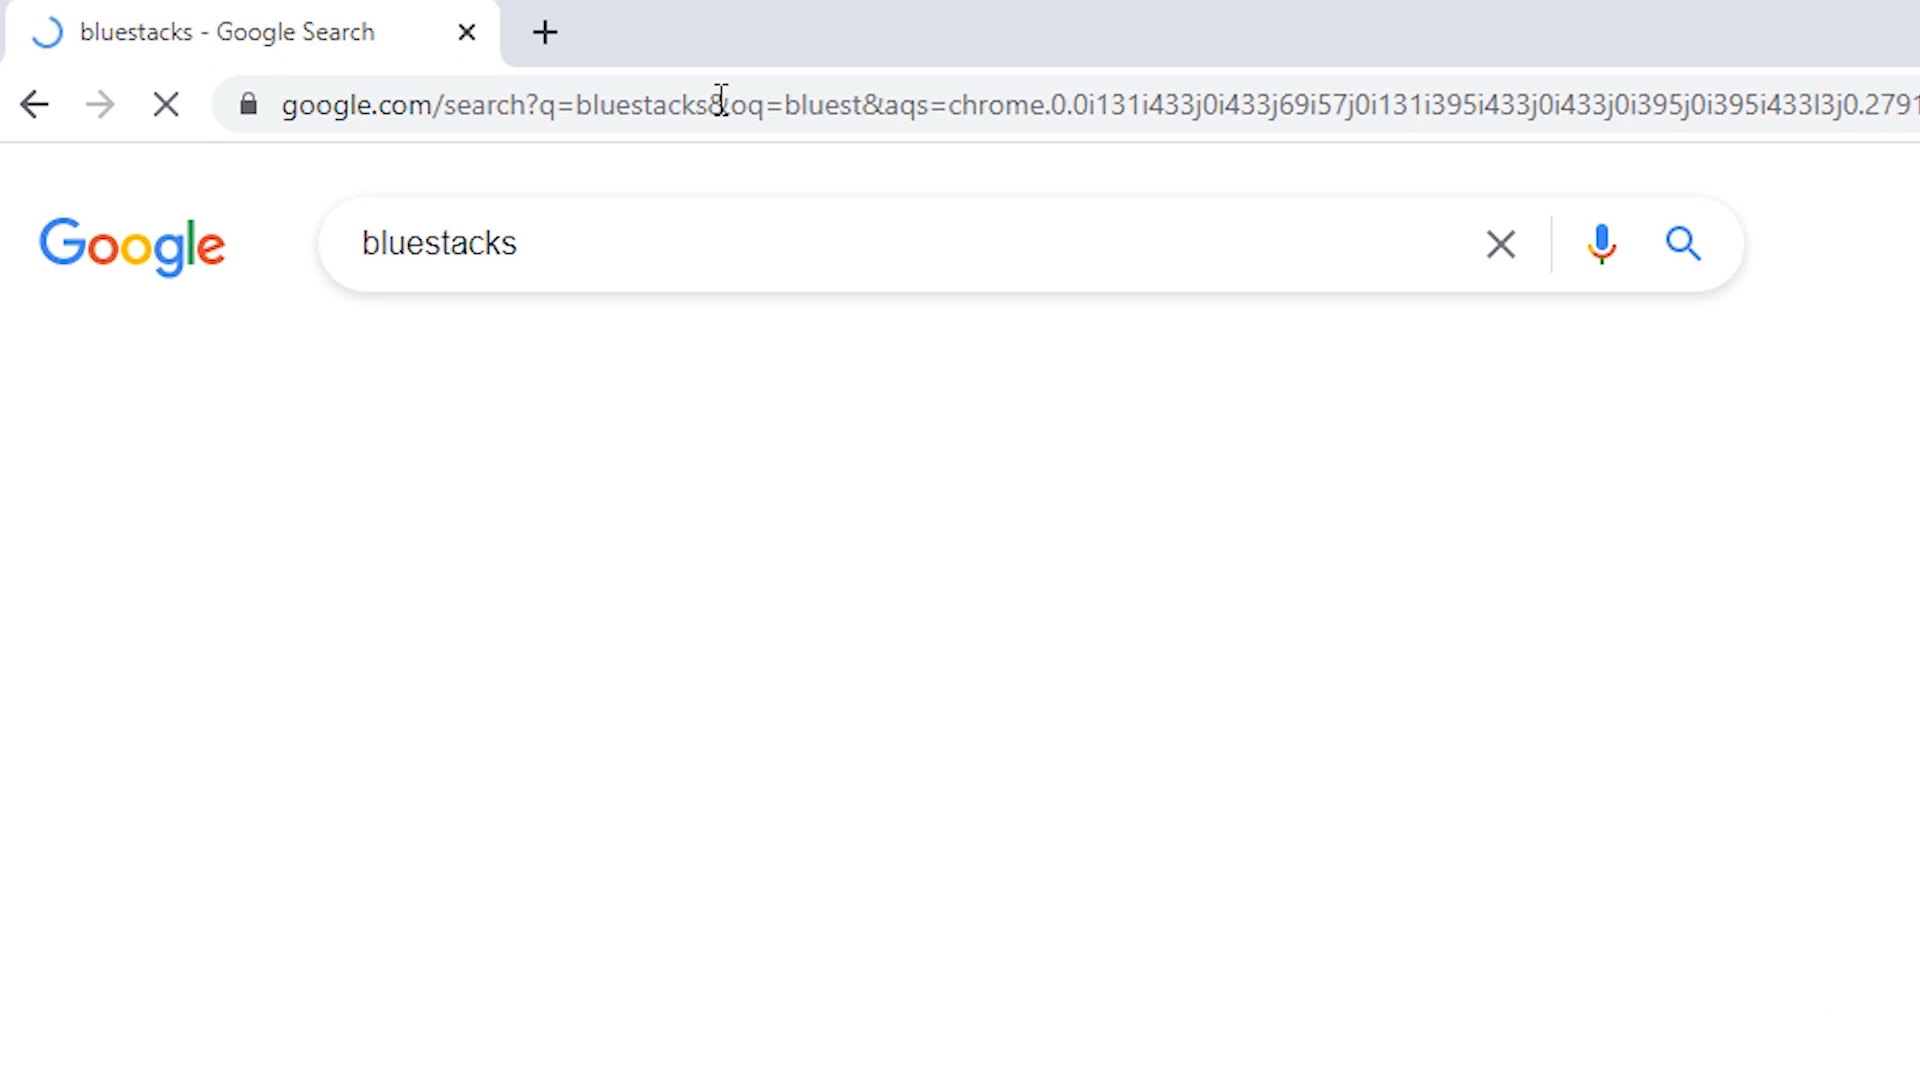 bluestacks - Google Search
google.com/search?q=bluestacks&oq=bluest&aqs=chrome.0.0i131i433j0i433j69i57j0i131i395i433j0i433j0i395j0i395i433l3j0.2791
Google
bluestacks